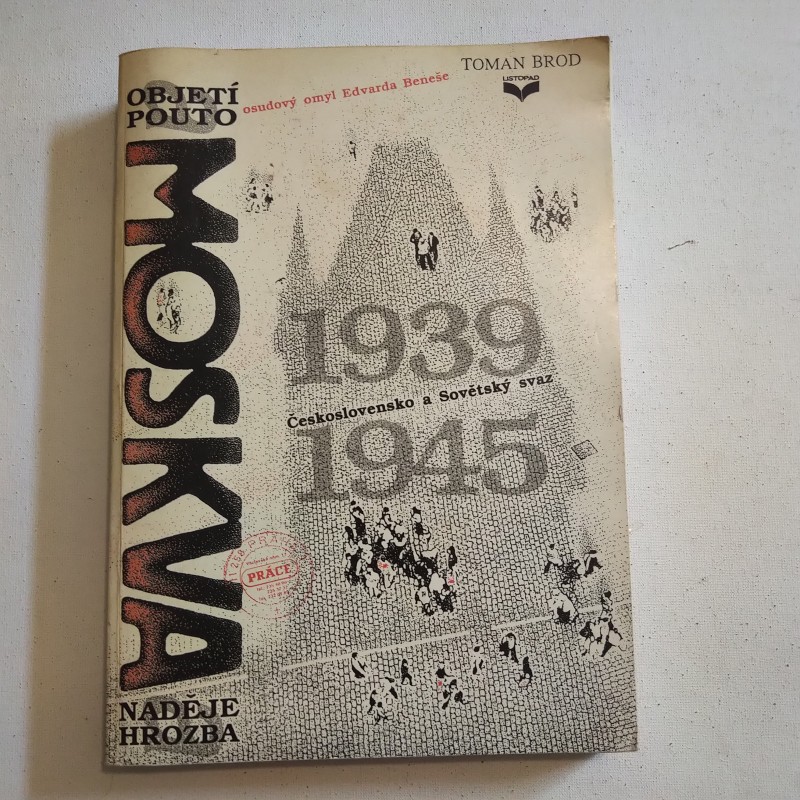 TOMAN BROD
LISTOPAD
OBJETÍ
POUTO
osudový omyl Edvarda Beneše
MOSKVA
1939
Československo a Sovětský svaz
1945
PRÁCE
NADĚJE
HROZBA